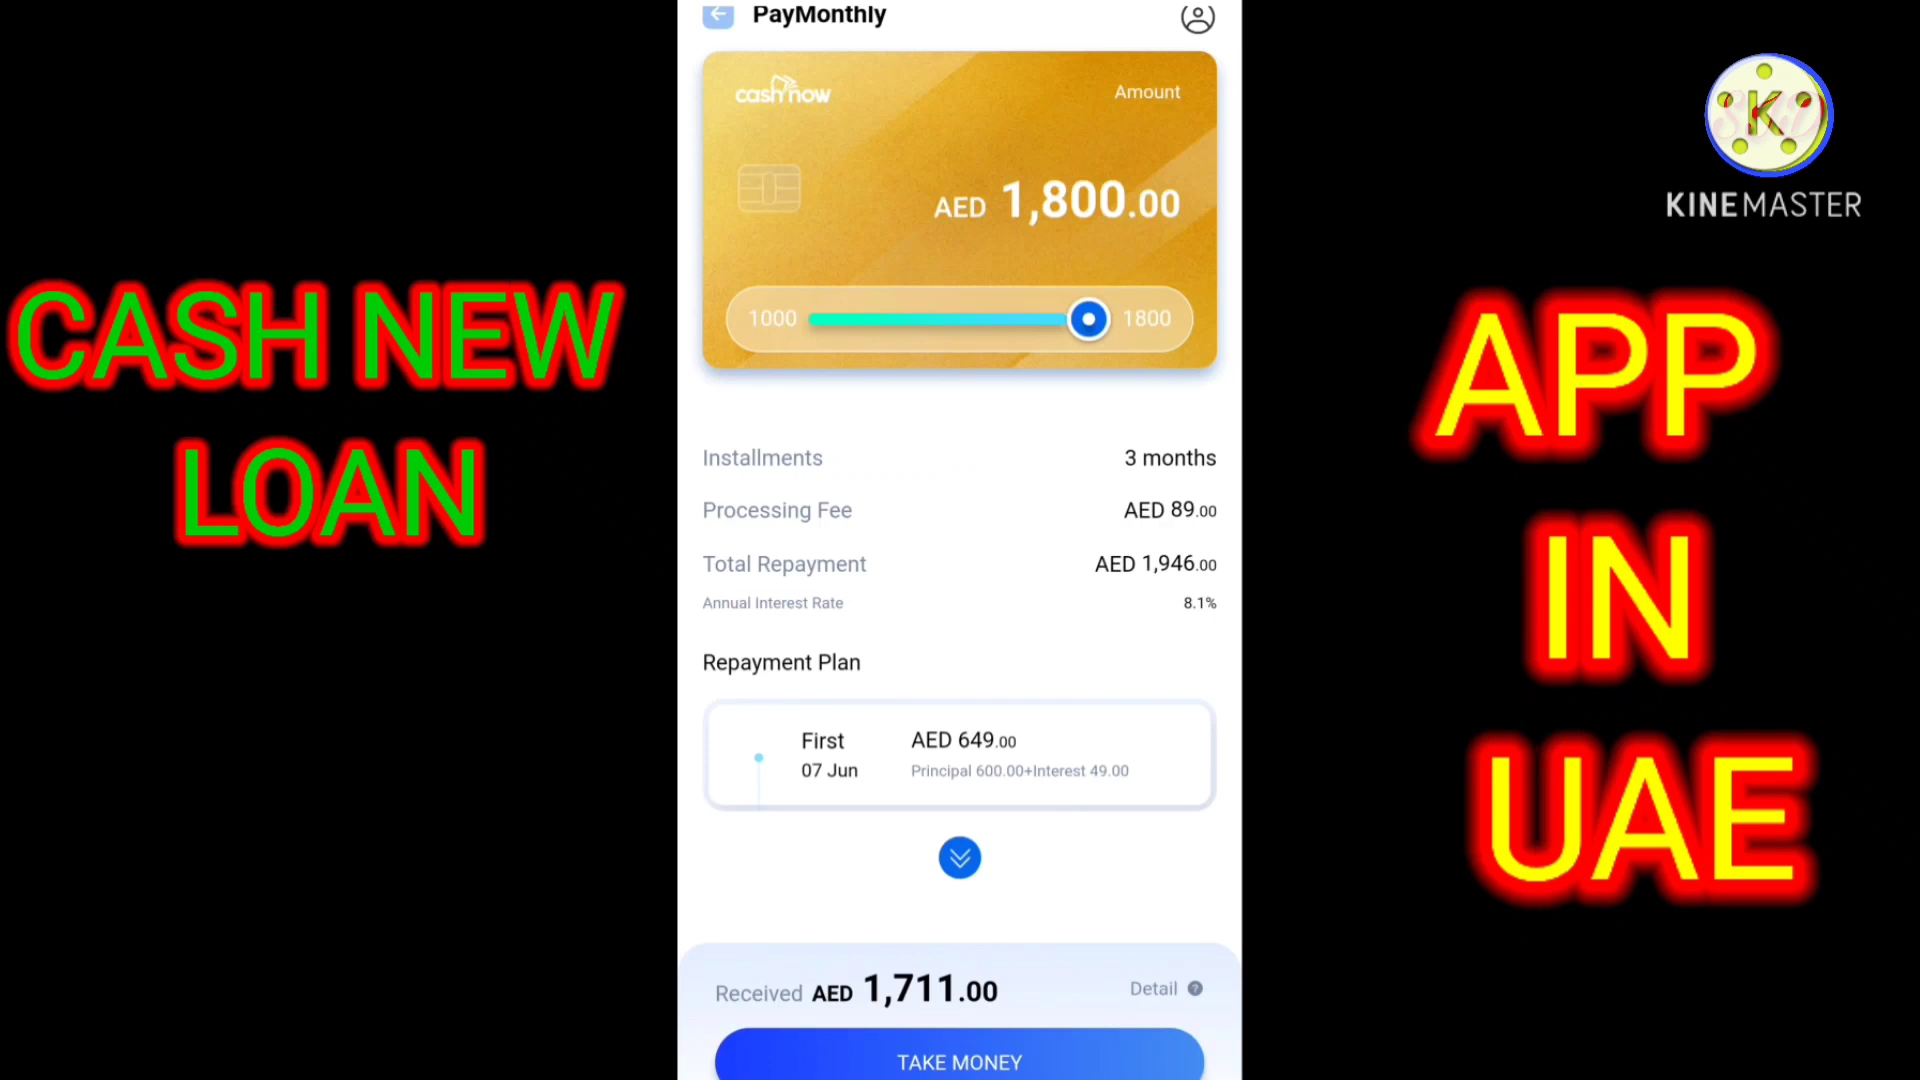 PayMonthly
cash now
Amount
AED 1,800.00
1000
1800
K
KINEMASTER
CASH NEW
LOAN
APP
IN
UAE
Installments
3 months
Processing Fee
AED 89.00
Total Repayment
AED 1,946.00
Annual Interest Rate
8.1%
Repayment Plan
First
AED 649.00
07 Jun
Principal 600.00+Interest 49.00
Received AED 1,711.00
Detail ?
TAKE MONEY